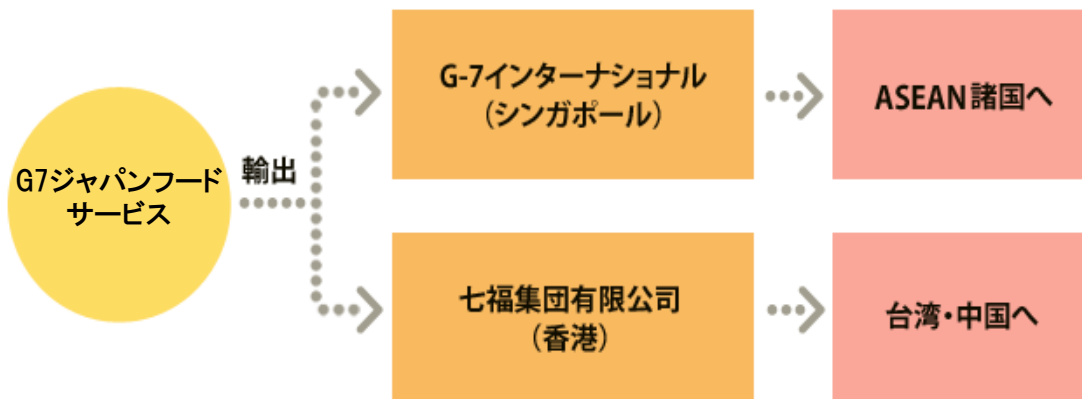 G7ジャパンフード
サービス
輸出
G-7インターナショナル
(シンガポール)
ASEAN諸国へ
七福集団有限公司
(香港)
台湾・中国へ